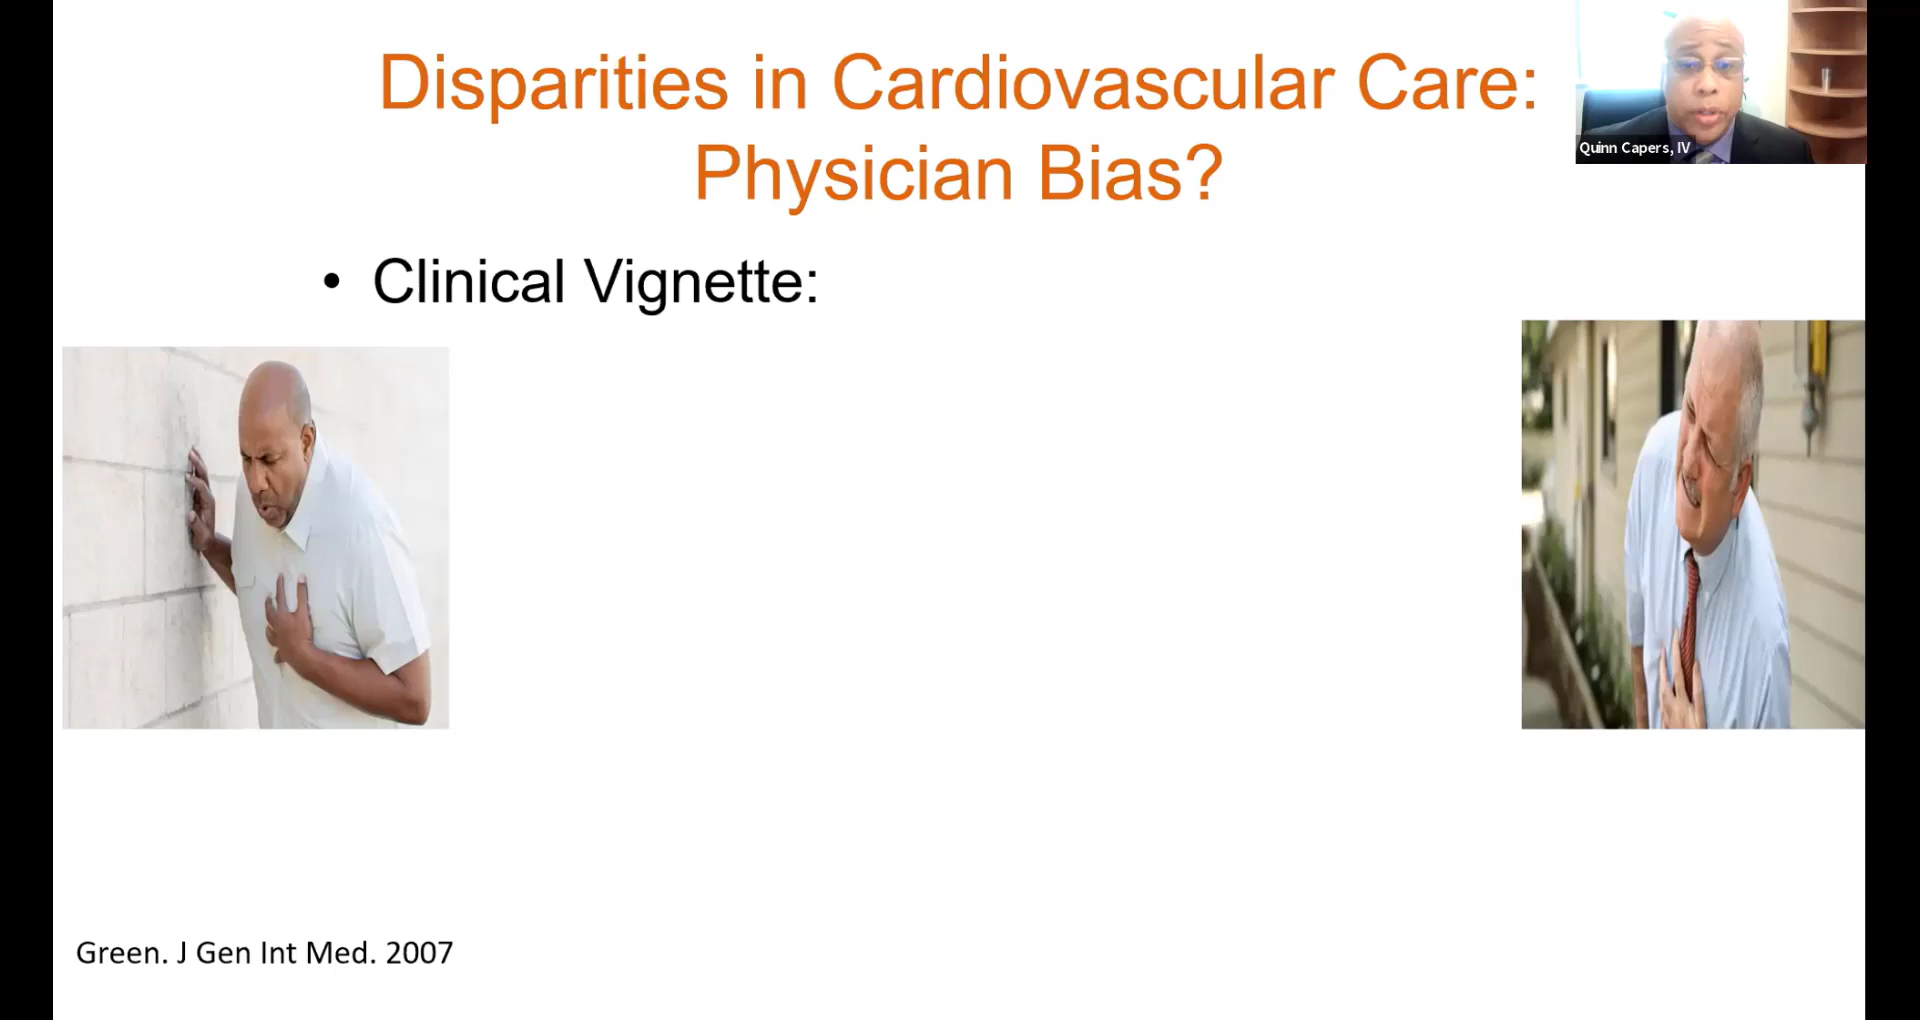 Disparities in Cardiovascular Care:
Physician Bias?
Quinn Capers, IV
• Clinical Vignette:
Green. J Gen Int Med. 2007